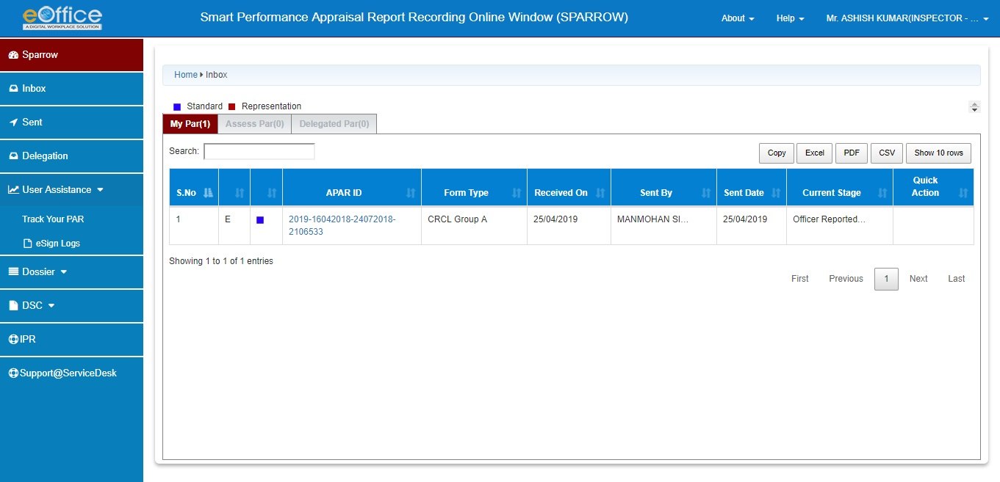 eOffice
A DIGITAL WORKPLACE SOLUTION
Smart Performance Appraisal Report Recording Online Window (SPARROW)
About
Help
Mr. ASHISH KUMAR(INSPECTOR - ...
Sparrow
Inbox
Sent
Delegation
User Assistance
Track Your PAR
eSign Logs
Dossier
DSC
IPR
Support@ServiceDesk
Home Inbox
Standard Representation
My Par(1) Assess Par(0) Delegated Par(0)
Search:
Copy Excel PDF CSV Show 10 rows
S.No APAR ID Form Type Received On Sent By Sent Date Current Stage Quick Action
1 E 2019-16042018-24072018- CRCL Group A 25/04/2019 MANMOHAN SI... 25/04/2019 Officer Reported...
2106533
Showing 1 to 1 of 1 entries
First Previous 1 Next Last